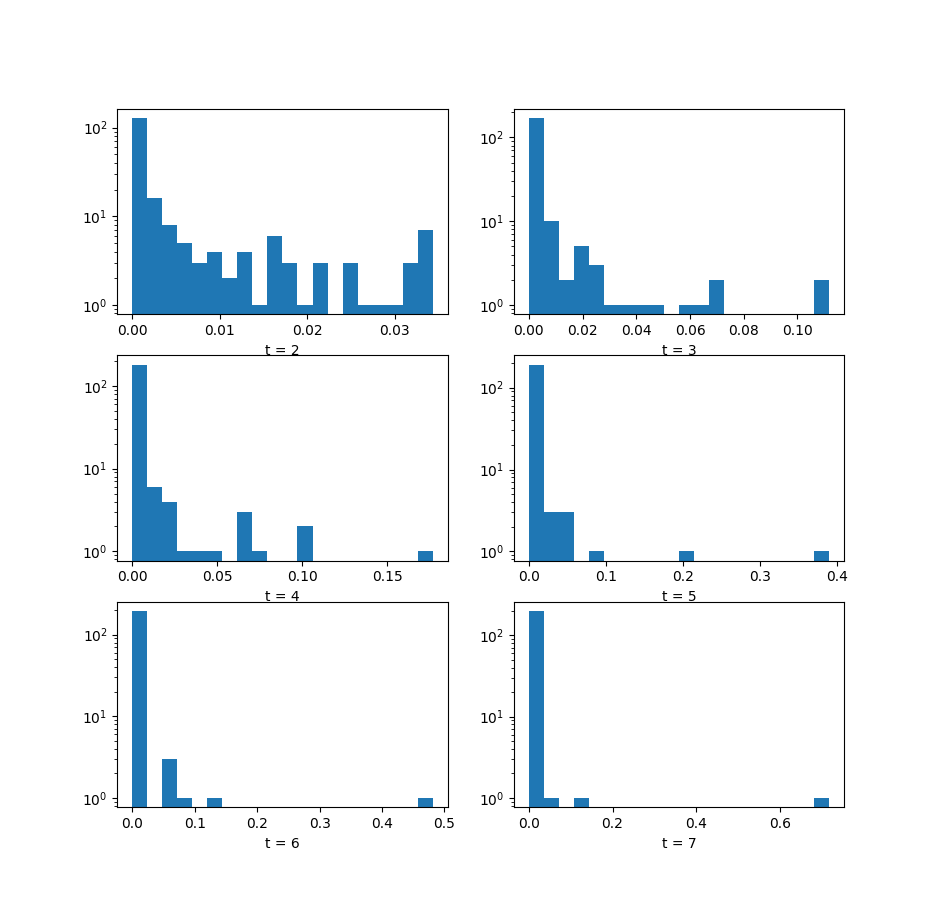 10² 10¹ 10⁰
0.00 0.01 0.02 0.03
t = 2
10² 10¹ 10⁰
0.00 0.02 0.04 0.06 0.08 0.10
t = 3
10² 10¹ 10⁰
0.00 0.05 0.10 0.15
t = 4
10² 10¹ 10⁰
0.0 0.1 0.2 0.3 0.4
t = 5
10² 10¹ 10⁰
0.0 0.1 0.2 0.3 0.4 0.5
t = 6
10² 10¹ 10⁰
0.0 0.2 0.4 0.6
t = 7